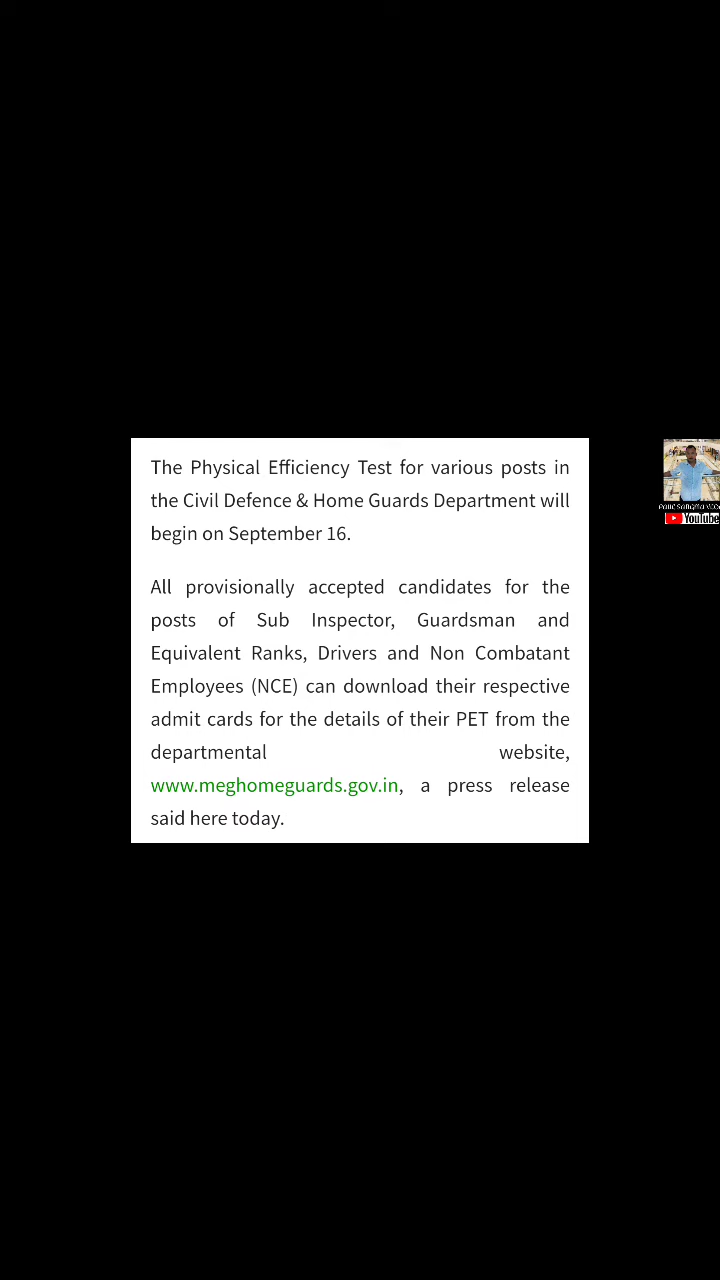 The Physical Efficiency Test for various posts in
the Civil Defence & Home Guards Department will
begin on September 16.
All provisionally accepted candidates for the
posts of Sub Inspector, Guardsman and
Equivalent Ranks, Drivers and Non Combatant
Employees (NCE) can download their respective
admit cards for the details of their PET from the
departmental website,
www.meghomeguards.gov.in, a press release
said here today.
YouTube